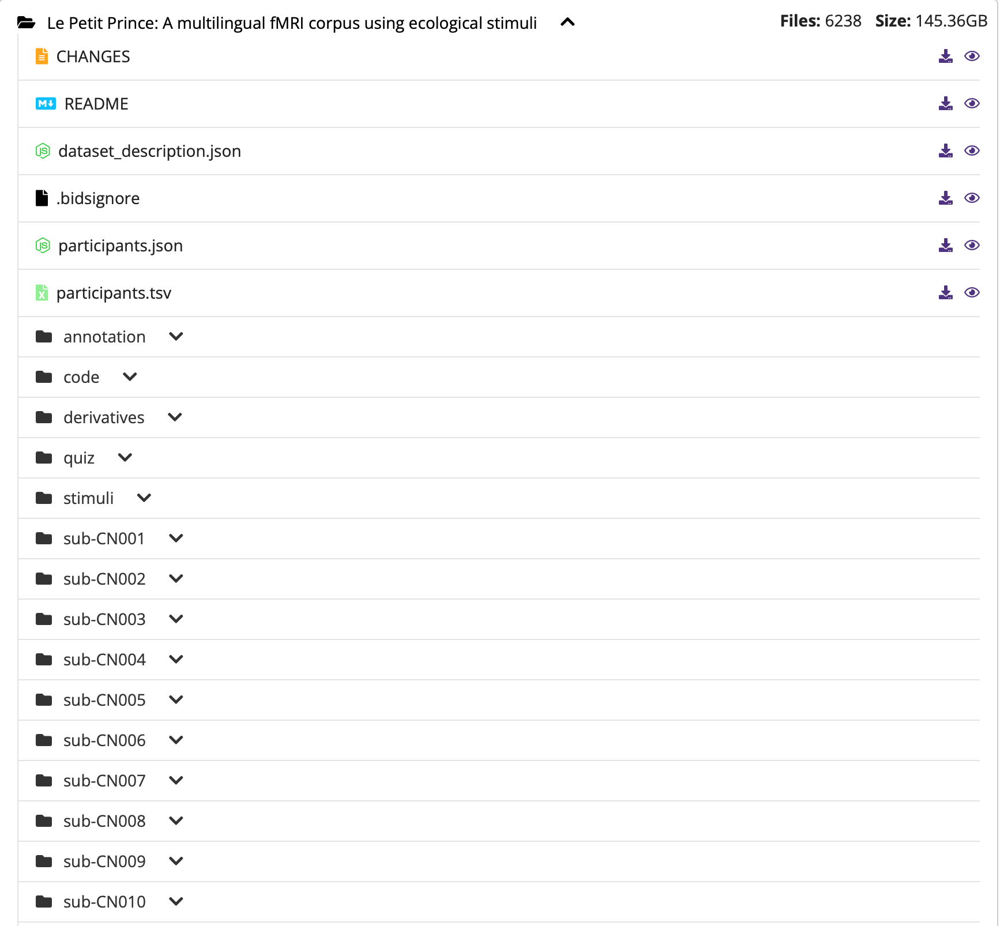 Le Petit Prince: A multilingual fMRI corpus using ecological stimuli Files: 6238 Size: 145.36GB
CHANGES
README
dataset_description.json
.bidsignore
participants.json
participants.tsv
annotation
code
derivatives
quiz
stimuli
sub-CN001
sub-CN002
sub-CN003
sub-CN004
sub-CN005
sub-CN006
sub-CN007
sub-CN008
sub-CN009
sub-CN010